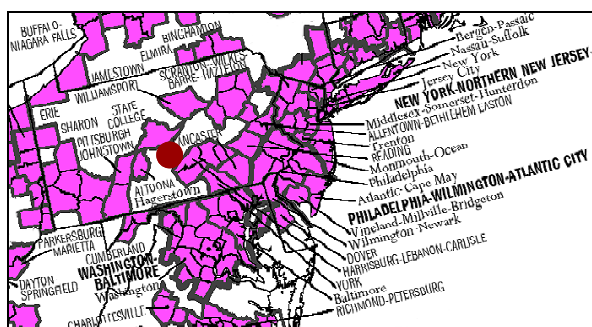 BUFFALO-
NIAGARA FALLS
BINGHAMTON
ELMIRA
JAMESTOWN
SCRANTON-WILKES
BARRE-HAZLETON
WILLIAMSPORT
ERIE
SHARON
STATE
COLLEGE
PITTSBURGH
JOHNSTOWN
ANCASTER
ALTOONA
Hagerstown
PARKERSBURG
MARIETTA
CUMBERLAND
WASHINGTON-
BALTIMORE
Washington
DAYTON
SPRINGFIELD
CHARLOTTESVILL
Bergen-Passaic
Nassau-Suffolk
New York
Jersey City
NEW YORK-NORTHERN NEW JERSEY-
Middlesex-Somerset-Hunterdon
ALLENTOWN-BETHLEHEM EASTON
Trenton
READING
Monmouth-Ocean
Philadelphia
Atlantic-Cape May
PHILADELPHIA-WILMINGTON-ATLANTIC CITY
Vineland-Millville-Bridgeton
Wilmington-Newark
DOVER
HARRISBURG-LEBANON-CARLISLE
YORK
Baltimore
RICHMOND-PETERSBURG